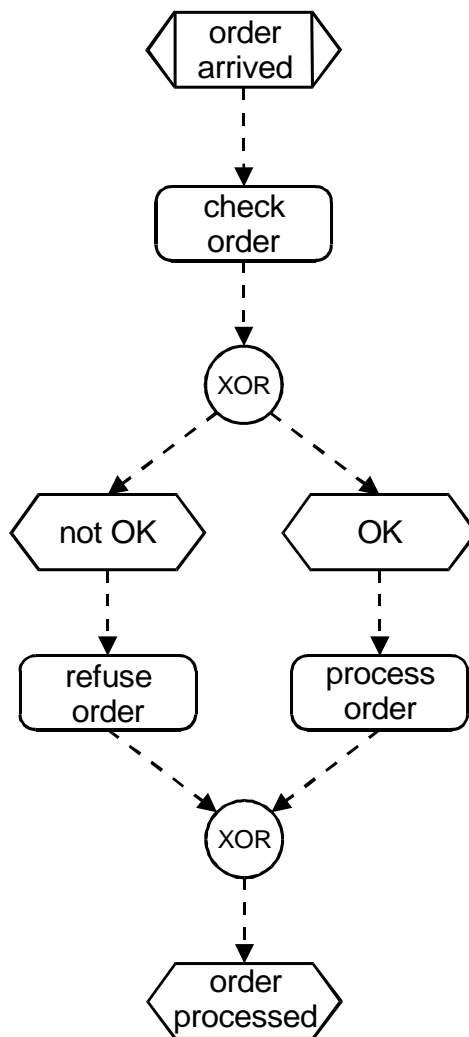 order
arrived
check
order
XOR
not OK
OK
refuse
order
process
order
XOR
order
processed